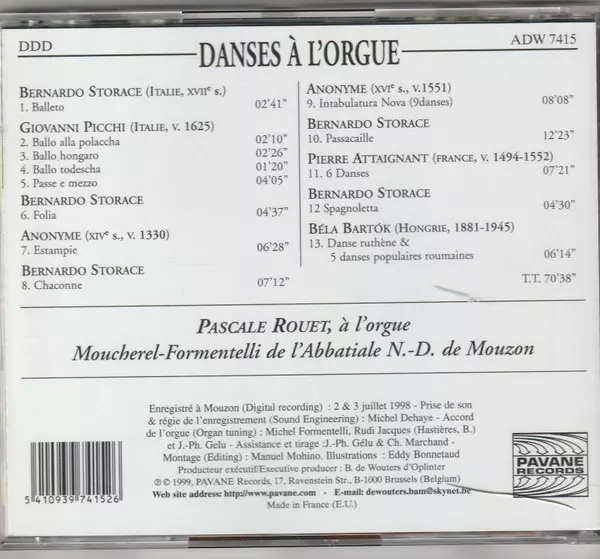 DDD
DANSES À L'ORGUE
ADW 7415
BERNARDO STORACE (ITALIE, XVIIe S.)
1. Balleto 02'41"
GIOVANNI PICCHI (ITALIE, V. 1625)
2. Ballo alla polaccha 02'10"
3. Ballo hongaro 02'26"
4. Ballo todescha 01'20"
5. Passe e mezzo 04'05"
BERNARDO STORACE
6. Folia 04'37"
ANONYME (XIVe S., V. 1330)
7. Estampie 06'28"
BERNARDO STORACE
8. Chaconne 07'12"
ANONYME (XVIe S., V.1551)
9. Intabulatura Nova (9danses) 08'08"
BERNARDO STORACE
10. Passacaille 12'23"
PIERRE ATTAIGNANT (FRANCE, V. 1494-1552)
11. 6 Danses 07'21"
BERNARDO STORACE
12 Spagnoletta 04'30"
BÉLA BARTÓK (HONGRIE, 1881-1945)
13. Danse ruthène &
5 danses populaires roumaines 06'14"
T.T. 70'38"
PASCALE ROUET, à l'orgue
Moucherel-Formentelli de l'Abbatiale N.-D. de Mouzon
Enregistré à Mouzon (Digital recording) : 2 & 3 juillet 1998 - Prise de son
& régie de l'enregistrement (Sound Engineering) : Michel Dehaye - Accord
de l'orgue (Organ tuning) : Michel Formentelli, Rudi Jacques (Hastières, B.)
et J.-Ph. Gelu - Assistance et tirage :J.-Ph. Gélu & Ch. Marchand -
Montage (Editing) : Manuel Mohino. Illustrations : Eddy Bonnetaud
Producteur exécutif/Executive producer : B. de Wouters d'Oplinter
℗ © 1999, PAVANE Records, 17, Ravenstein Str., B-1000 Brussels (Belgium)
Web site address: http://www.pavane.com - E-mail: dewouters.bam@skynet.be
Made in France (E.U.)
5 410939 741526
PAVANE
RECORDS